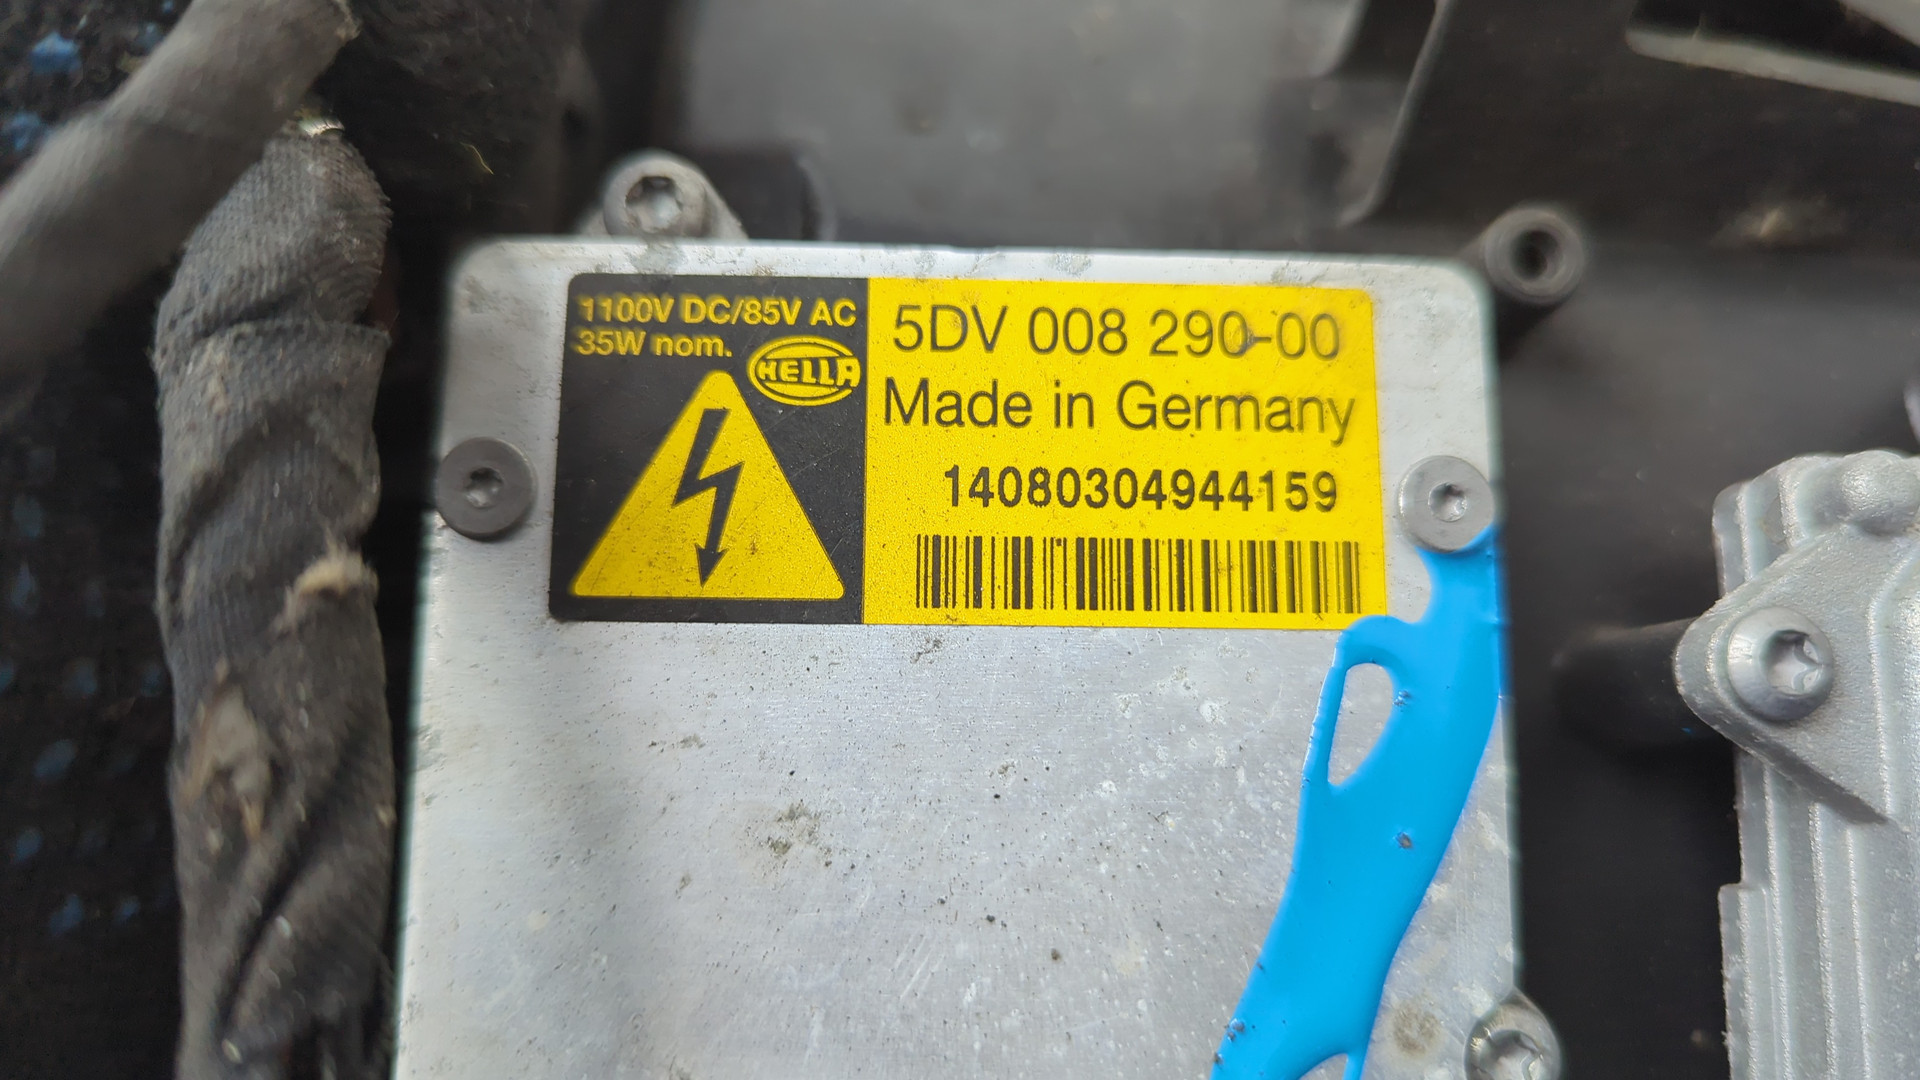 1100V DC/85V AC
35W nom.
HELLA
5DV 008 290-00
Made in Germany
14080304944159